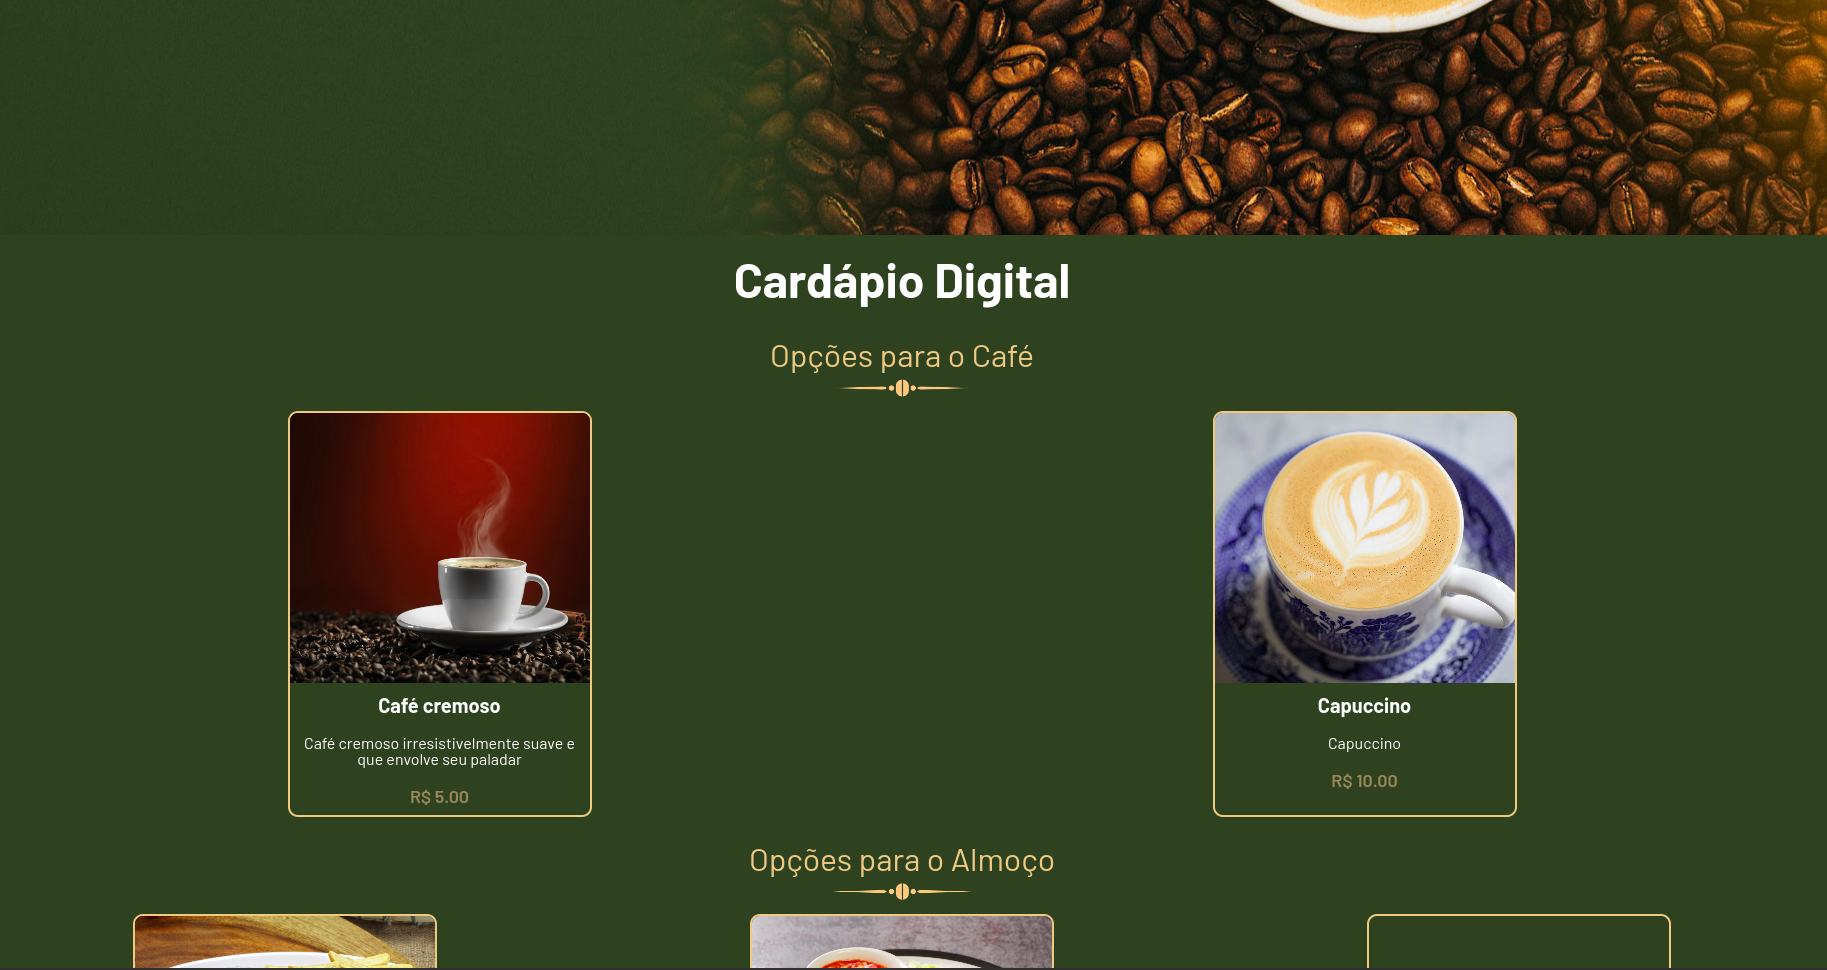 Cardápio Digital
Opções para o Café
Café cremoso
Café cremoso irresistivelmente suave e
que envolve seu paladar
R$ 5.00
Capuccino
Capuccino
R$ 10.00
Opções para o Almoço